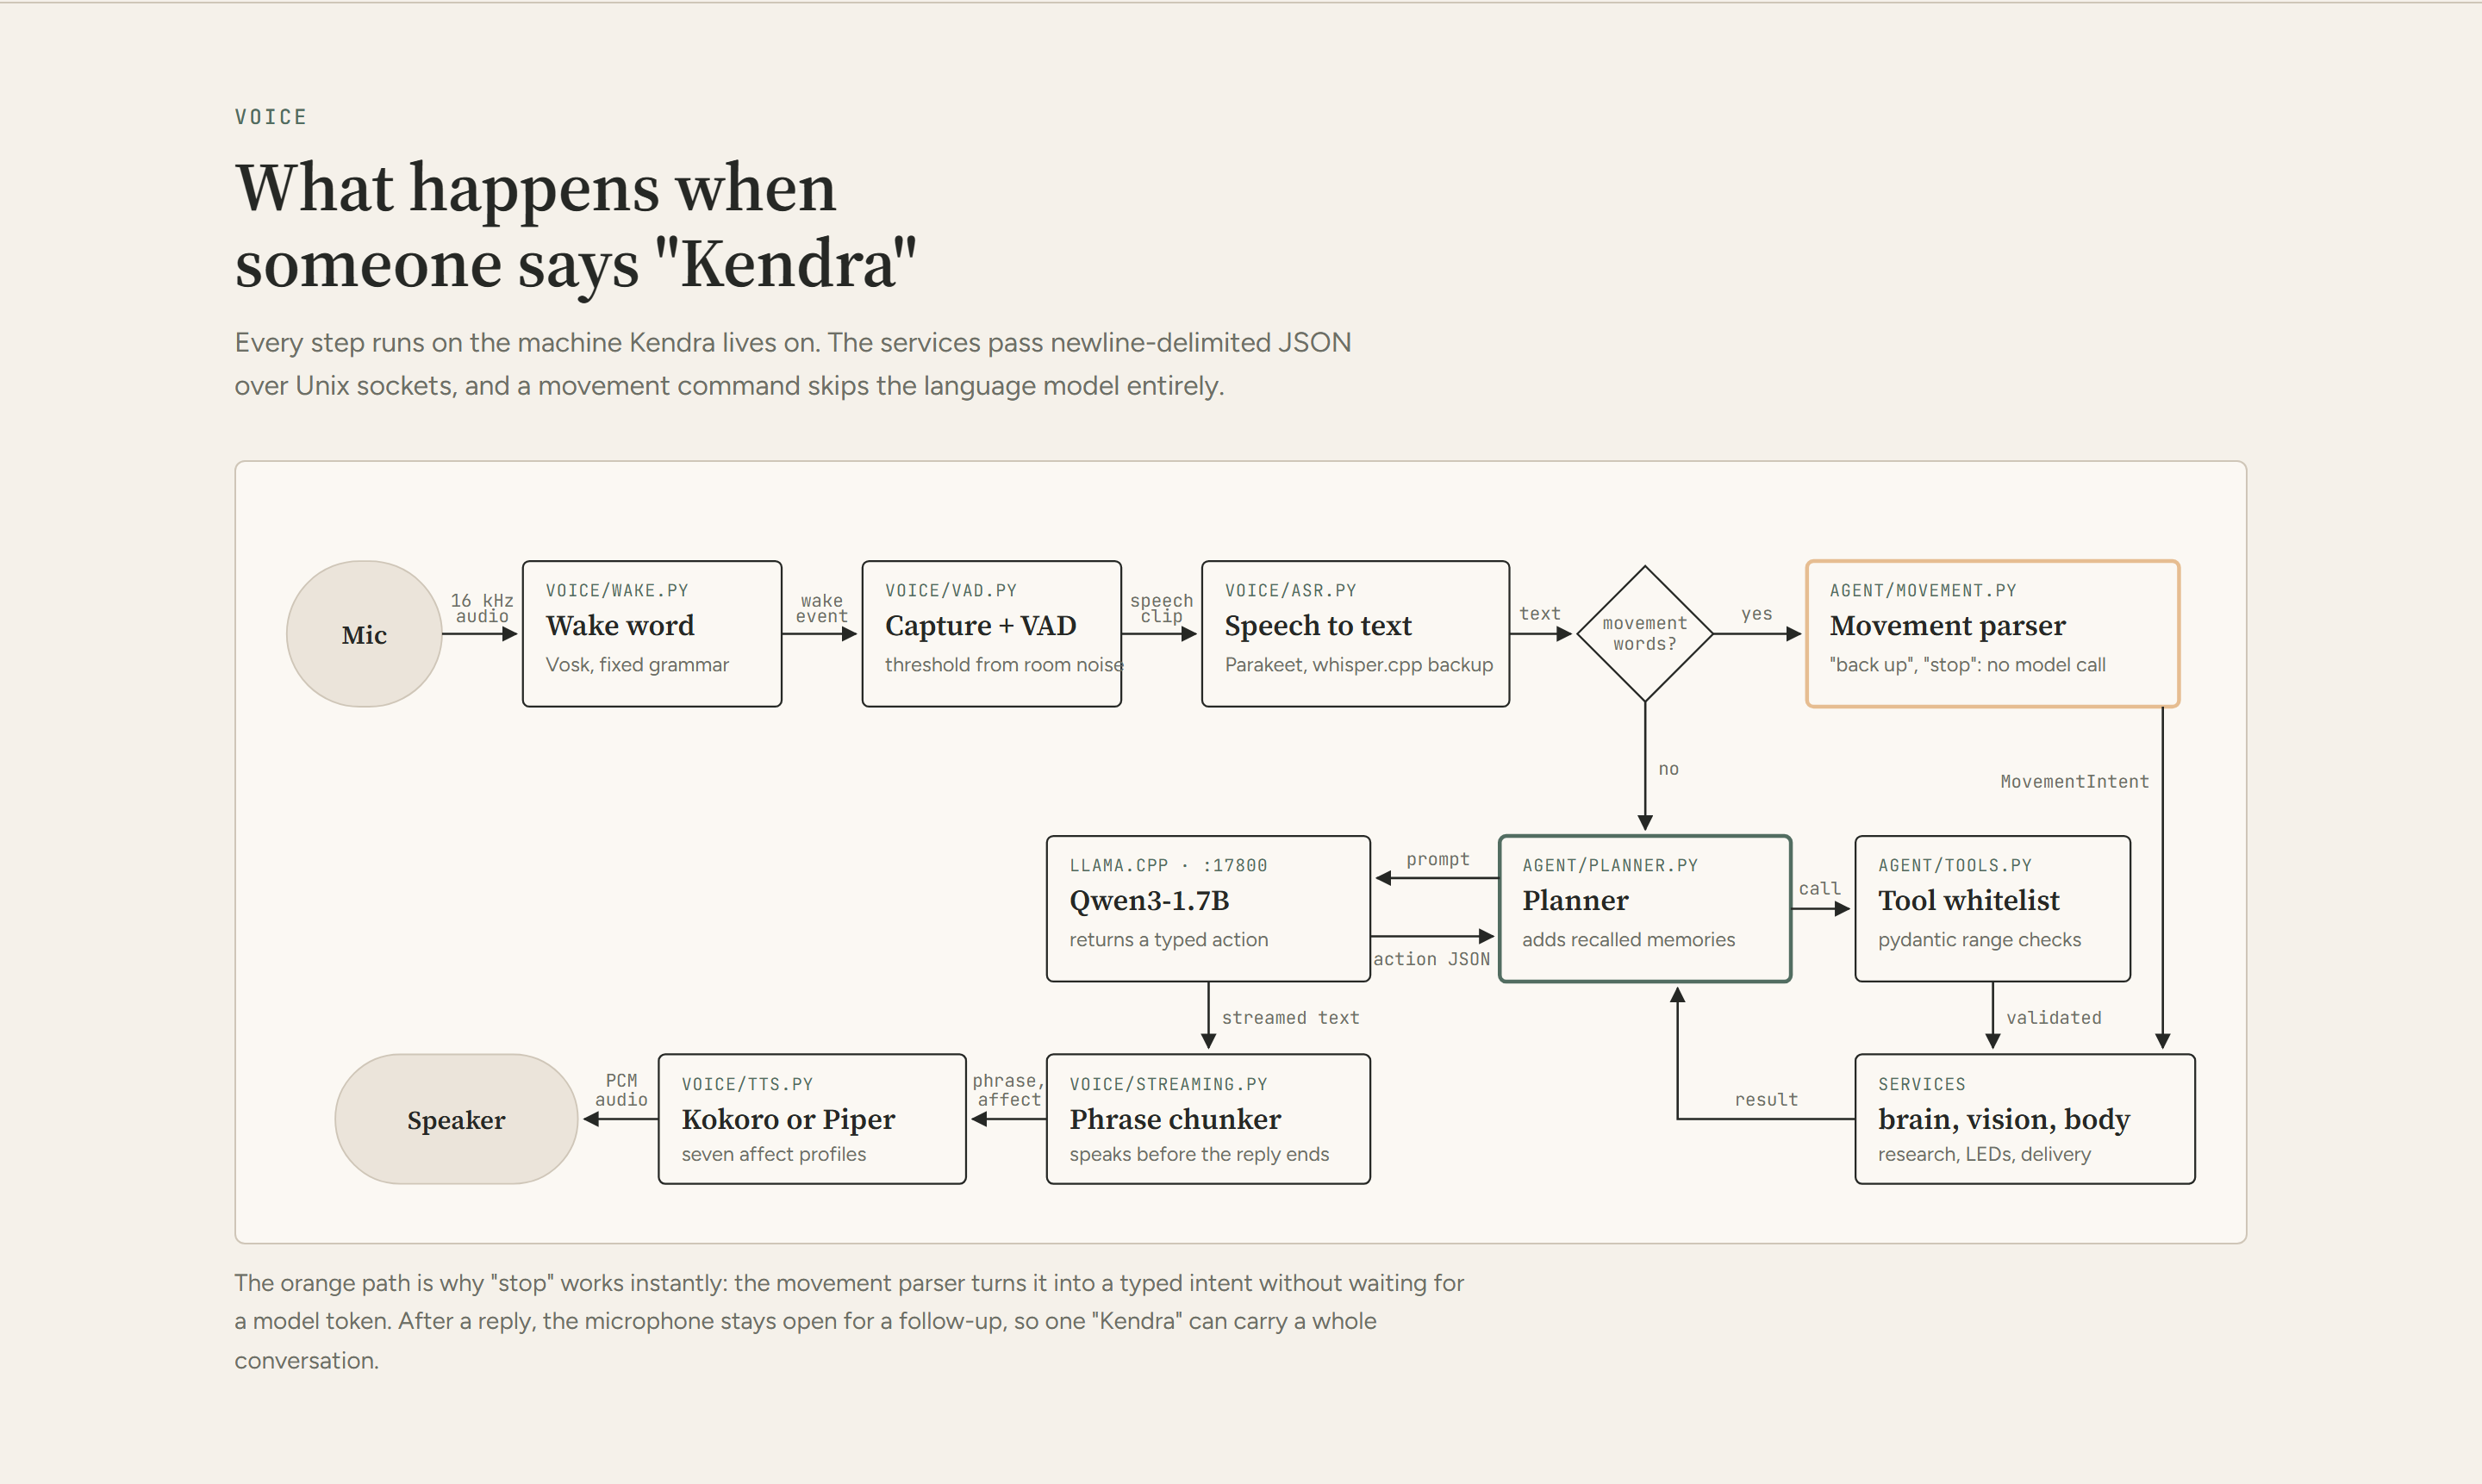 VOICE
What happens when
someone says "Kendra"
Every step runs on the machine Kendra lives on. The services pass newline-delimited JSON
over Unix sockets, and a movement command skips the language model entirely.
Mic
16 kHz
audio
VOICE/WAKE.PY
Wake word
Vosk, fixed grammar
wake
event
VOICE/VAD.PY
Capture + VAD
threshold from room noise
speech
clip
VOICE/ASR.PY
Speech to text
Parakeet, whisper.cpp backup
text
movement
words?
yes
AGENT/MOVEMENT.PY
Movement parser
"back up", "stop": no model call
no
MovementIntent
LLAMA.CPP · :17800
Qwen3-1.7B
returns a typed action
prompt
action JSON
AGENT/PLANNER.PY
Planner
adds recalled memories
call
AGENT/TOOLS.PY
Tool whitelist
pydantic range checks
streamed text
validated
Speaker
PCM
audio
VOICE/TTS.PY
Kokoro or Piper
seven affect profiles
phrase,
affect
VOICE/STREAMING.PY
Phrase chunker
speaks before the reply ends
result
SERVICES
brain, vision, body
research, LEDs, delivery
The orange path is why "stop" works instantly: the movement parser turns it into a typed intent without waiting for
a model token. After a reply, the microphone stays open for a follow-up, so one "Kendra" can carry a whole
conversation.